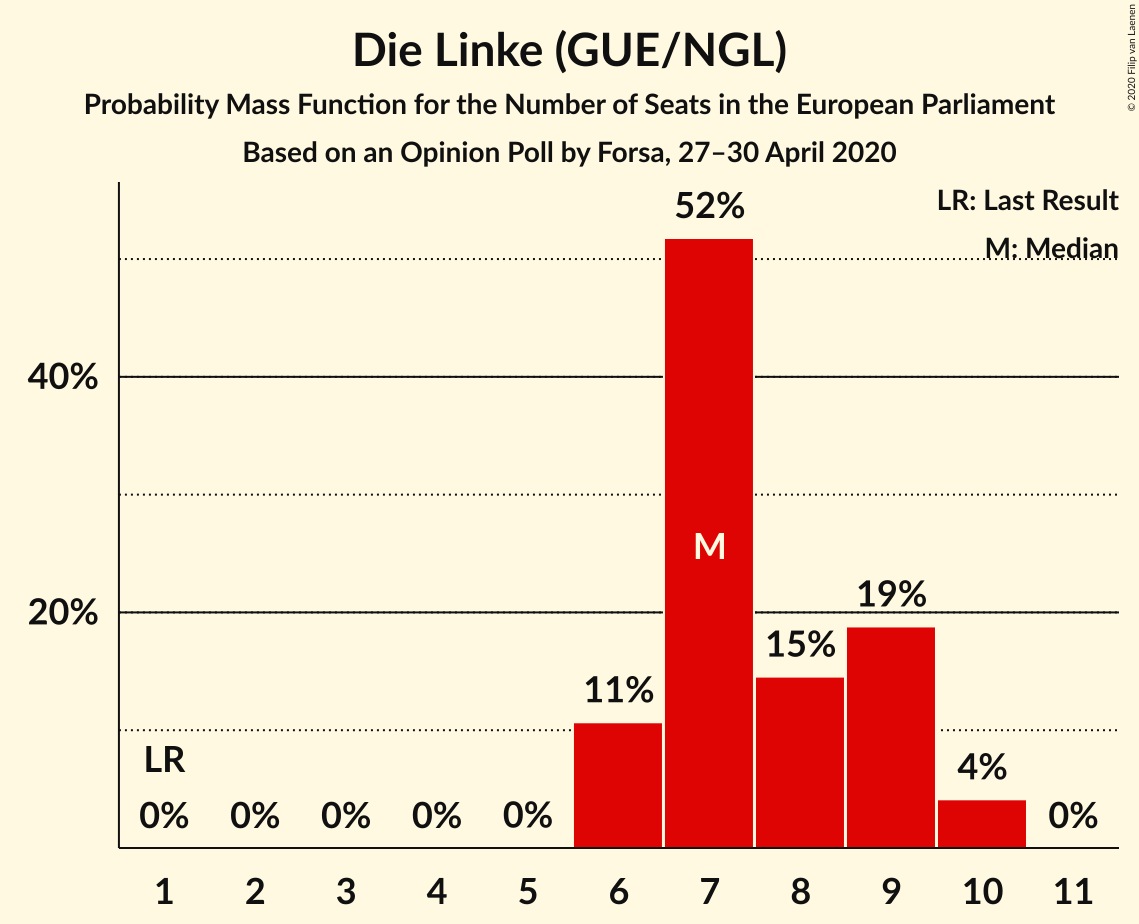 Die Linke (GUE/NGL)
Probability Mass Function for the Number of Seats in the European Parliament
Based on an Opinion Poll by Forsa, 27–30 April 2020
© 2020 Filip van Laenen
LR: Last Result
M: Median
52%
40%
M
20%
19%
15%
11%
LR
4%
0% 0% 0% 0% 0% 0%
1 2 3 4 5 6 7 8 9 10 11